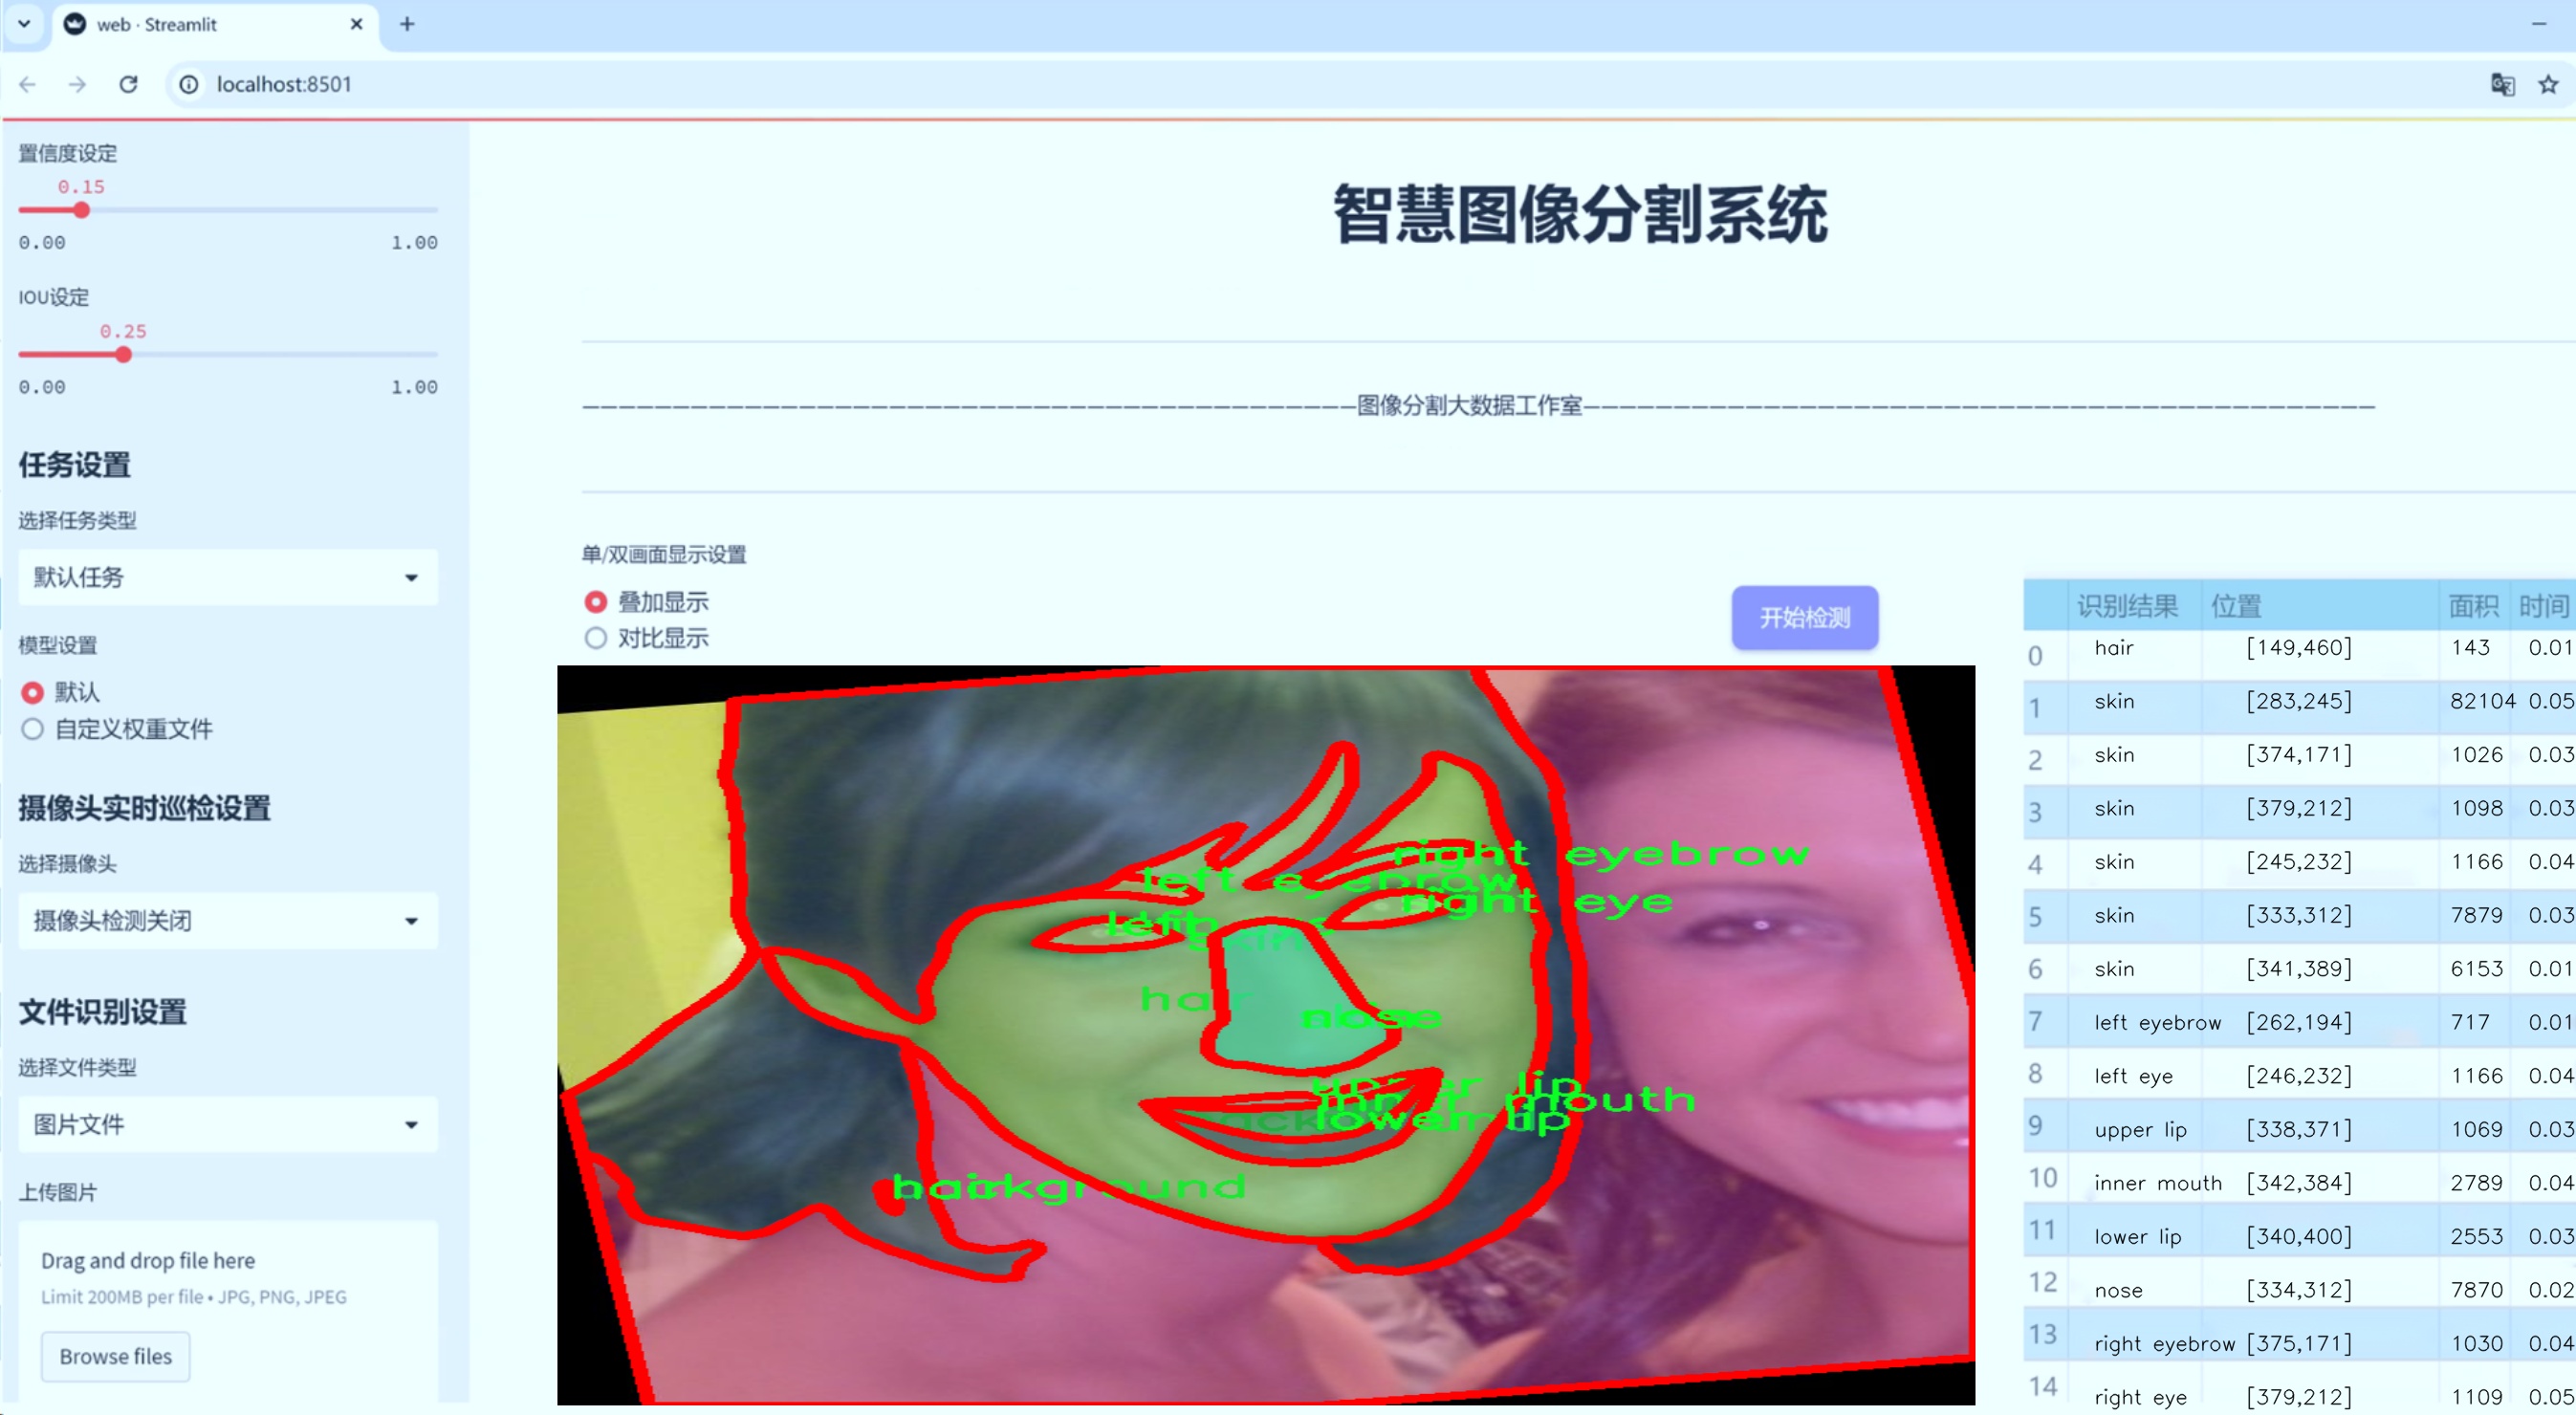 web · Streamlit
localhost:8501
置信度设定
0.15
0.00 1.00
IOU设定
0.25
0.00 1.00
任务设置
选择任务类型
默认任务
模型设置
默认
自定义权重文件
摄像头实时巡检设置
选择摄像头
摄像头检测关闭
文件识别设置
选择文件类型
图片文件
上传图片
Drag and drop file here
Limit 200MB per file • JPG, PNG, JPEG
Browse files
智慧图像分割系统
图像分割大数据工作室
单/双画面显示设置
叠加显示
对比显示
开始检测
right eyebrow
left eyebrow
right eye
left
skin
hair
nose
upper lip
inner mouth
lower lip
hair
background
识别结果 位置 面积 时间
0 hair [149,460] 143 0.01
1 skin [283,245] 82104 0.05
2 skin [374,171] 1026 0.03
3 skin [379,212] 1098 0.03
4 skin [245,232] 1166 0.04
5 skin [333,312] 7879 0.03
6 skin [341,389] 6153 0.01
7 left eyebrow [262,194] 717 0.01
8 left eye [246,232] 1166 0.04
9 upper lip [338,371] 1069 0.03
10 inner mouth [342,384] 2789 0.04
11 lower lip [340,400] 2553 0.03
12 nose [334,312] 7870 0.02
13 right eyebrow [375,171] 1030 0.04
14 right eye [379,212] 1109 0.05